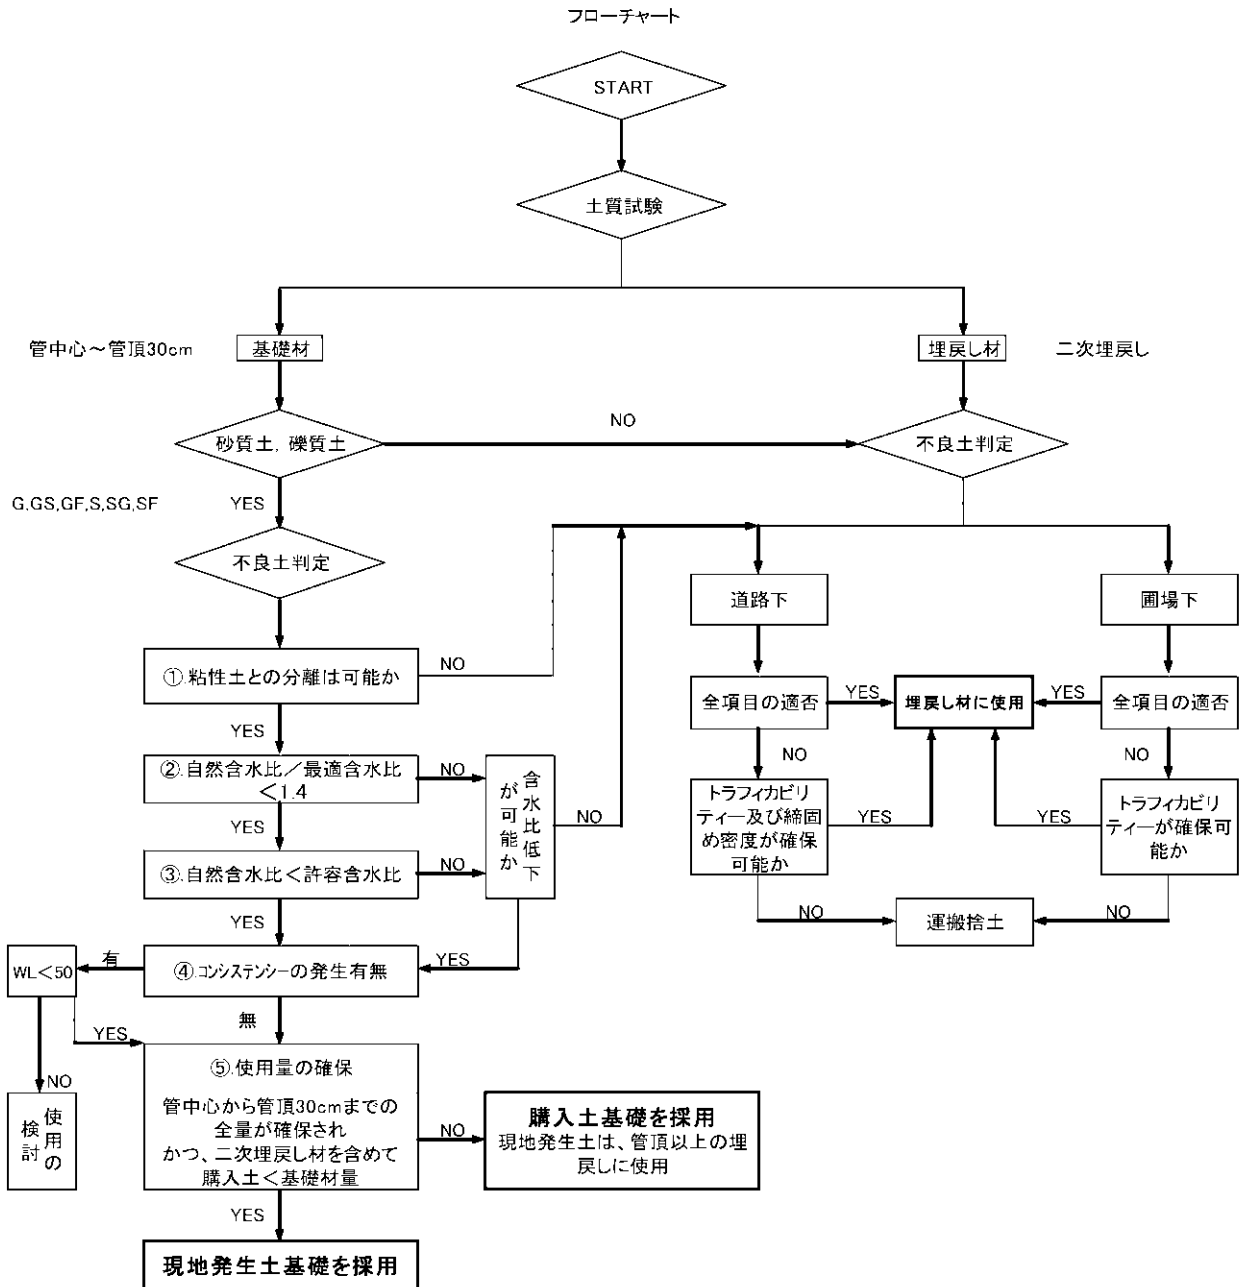 フローチャート
START
土質試験
管中心～管頂30cm
基礎材
埋戻し材
二次埋戻し
砂質土, 礫質土
NO
不良土判定
G,GS,GF,S,SG,SF
YES
不良土判定
道路下
圃場下
①.粘性土との分離は可能か
NO
全項目の適否
YES
埋戻し材に使用
YES
全項目の適否
YES
NO
NO
②.自然含水比／最適含水比
＜1.4
NO
含水比低下
が可能か
NO
トラフィカビリ
ティー及び締固
め密度が確保
可能か
YES
YES
トラフィカビリ
ティーが確保可
能か
YES
③.自然含水比＜許容含水比
NO
YES
NO
運搬捨土
NO
WL＜50
有
④.コンシステンシーの発生有無
YES
無
YES
⑤.使用量の確保
管中心から管頂30cmまでの
全量が確保され
かつ、二次埋戻し材を含めて
購入土＜基礎材量
NO
使用の
検討
NO
購入土基礎を採用
現地発生土は、管頂以上の埋
戻しに使用
YES
現地発生土基礎を採用